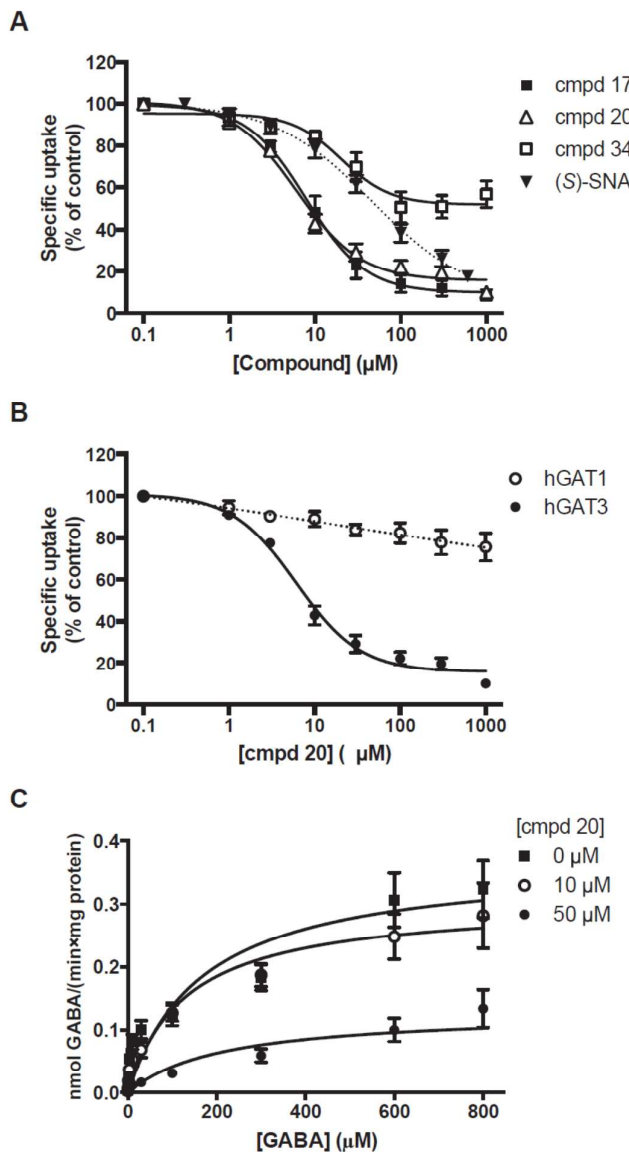 A
120
100
80
60
40
20
0
Specific uptake
(% of control)
0.1
1
10
100
1000
[Compound] (µM)
cmpd 17
cmpd 20
cmpd 34
(S)-SNA
B
120
100
80
60
40
20
0
Specific uptake
(% of control)
0.1
1
10
100
1000
[cmpd 20] ( µM)
hGAT1
hGAT3
C
0.4
0.3
0.2
0.1
0.0
nmol GABA/(min×mg protein)
0
200
400
600
800
[GABA] (µM)
[cmpd 20]
0 µM
10 µM
50 µM